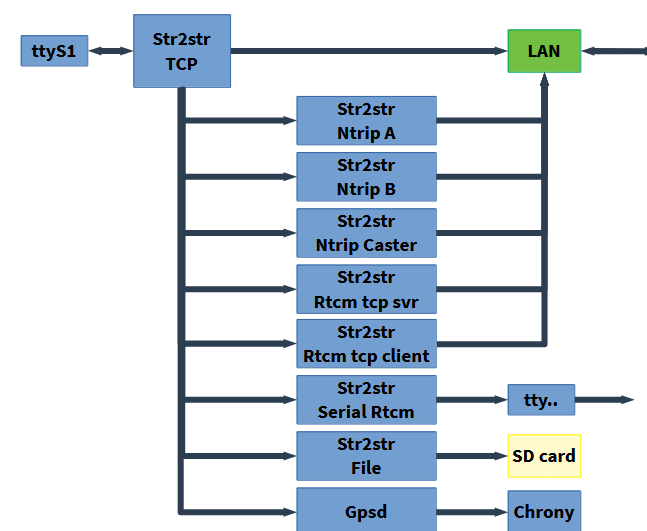 ttyS1
Str2str
TCP
LAN
Str2str
Ntrip A
Str2str
Ntrip B
Str2str
Ntrip Caster
Str2str
Rtcm tcp svr
Str2str
Rtcm tcp client
Str2str
Serial Rtcm
tty..
Str2str
File
SD card
Gpsd
Chrony